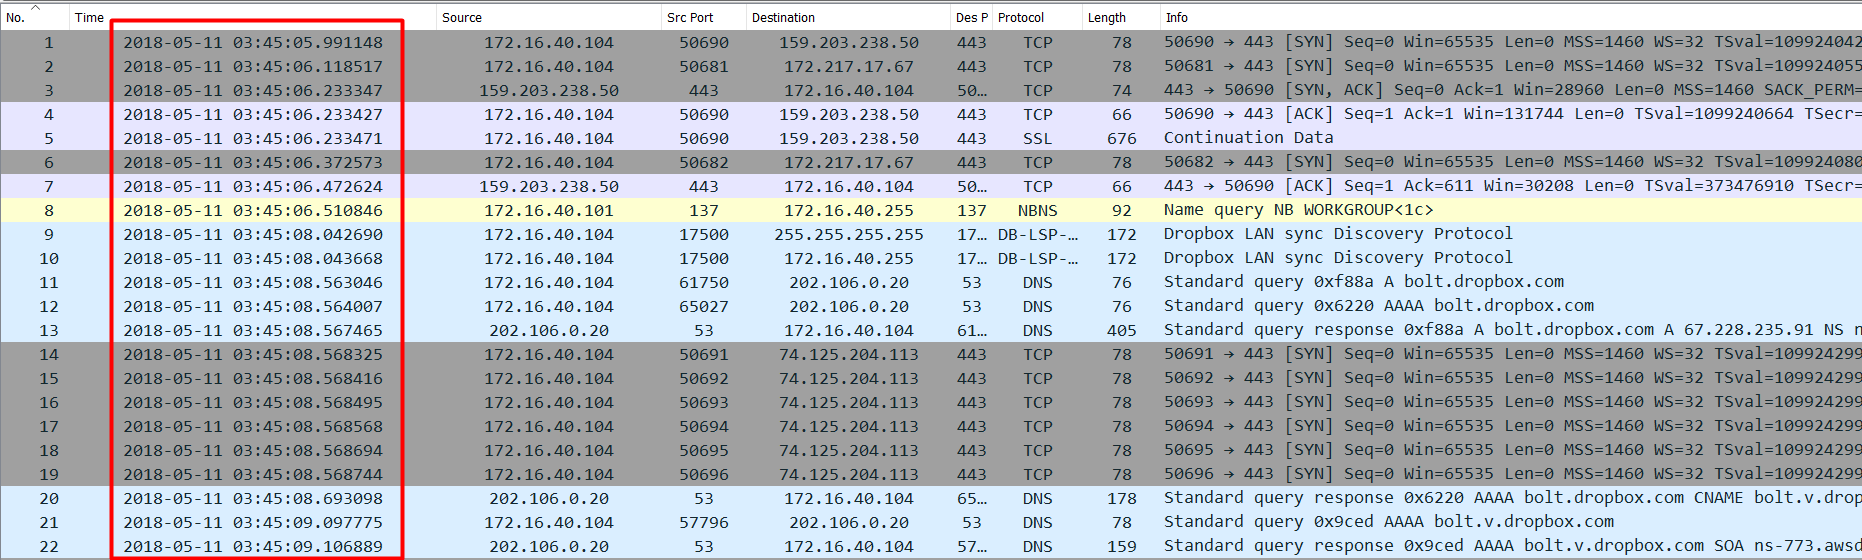 No. Time Source Src Port Destination Des P Protocol Length Info
1 2018-05-11 03:45:05.991148 172.16.40.104 50690 159.203.238.50 443 TCP 78 50690 → 443 [SYN] Seq=0 Win=65535 Len=0 MSS=1460 WS=32 TSval=109924042
2 2018-05-11 03:45:06.118517 172.16.40.104 50681 172.217.17.67 443 TCP 78 50681 → 443 [SYN] Seq=0 Win=65535 Len=0 MSS=1460 WS=32 TSval=109924055
3 2018-05-11 03:45:06.233347 159.203.238.50 443 172.16.40.104 50... TCP 74 443 → 50690 [SYN, ACK] Seq=0 Ack=1 Win=28960 Len=0 MSS=1460 SACK_PERM=
4 2018-05-11 03:45:06.233427 172.16.40.104 50690 159.203.238.50 443 TCP 66 50690 → 443 [ACK] Seq=1 Ack=1 Win=131744 Len=0 TSval=1099240664 TSecr=
5 2018-05-11 03:45:06.233471 172.16.40.104 50690 159.203.238.50 443 SSL 676 Continuation Data
6 2018-05-11 03:45:06.372573 172.16.40.104 50682 172.217.17.67 443 TCP 78 50682 → 443 [SYN] Seq=0 Win=65535 Len=0 MSS=1460 WS=32 TSval=109924080
7 2018-05-11 03:45:06.472624 159.203.238.50 443 172.16.40.104 50... TCP 66 443 → 50690 [ACK] Seq=1 Ack=611 Win=30208 Len=0 TSval=373476910 TSecr=
8 2018-05-11 03:45:06.510846 172.16.40.101 137 172.16.40.255 137 NBNS 92 Name query NB WORKGROUP<1c>
9 2018-05-11 03:45:08.042690 172.16.40.104 17500 255.255.255.255 17... DB-LSP-... 172 Dropbox LAN sync Discovery Protocol
10 2018-05-11 03:45:08.043668 172.16.40.104 17500 172.16.40.255 17... DB-LSP-... 172 Dropbox LAN sync Discovery Protocol
11 2018-05-11 03:45:08.563046 172.16.40.104 61750 202.106.0.20 53 DNS 76 Standard query 0xf88a A bolt.dropbox.com
12 2018-05-11 03:45:08.564007 172.16.40.104 65027 202.106.0.20 53 DNS 76 Standard query 0x6220 AAAA bolt.dropbox.com
13 2018-05-11 03:45:08.567465 202.106.0.20 53 172.16.40.104 61... DNS 405 Standard query response 0xf88a A bolt.dropbox.com A 67.228.235.91 NS n
14 2018-05-11 03:45:08.568325 172.16.40.104 50691 74.125.204.113 443 TCP 78 50691 → 443 [SYN] Seq=0 Win=65535 Len=0 MSS=1460 WS=32 TSval=109924299
15 2018-05-11 03:45:08.568416 172.16.40.104 50692 74.125.204.113 443 TCP 78 50692 → 443 [SYN] Seq=0 Win=65535 Len=0 MSS=1460 WS=32 TSval=109924299
16 2018-05-11 03:45:08.568495 172.16.40.104 50693 74.125.204.113 443 TCP 78 50693 → 443 [SYN] Seq=0 Win=65535 Len=0 MSS=1460 WS=32 TSval=109924299
17 2018-05-11 03:45:08.568568 172.16.40.104 50694 74.125.204.113 443 TCP 78 50694 → 443 [SYN] Seq=0 Win=65535 Len=0 MSS=1460 WS=32 TSval=109924299
18 2018-05-11 03:45:08.568694 172.16.40.104 50695 74.125.204.113 443 TCP 78 50695 → 443 [SYN] Seq=0 Win=65535 Len=0 MSS=1460 WS=32 TSval=109924299
19 2018-05-11 03:45:08.568744 172.16.40.104 50696 74.125.204.113 443 TCP 78 50696 → 443 [SYN] Seq=0 Win=65535 Len=0 MSS=1460 WS=32 TSval=109924299
20 2018-05-11 03:45:08.693098 202.106.0.20 53 172.16.40.104 65... DNS 178 Standard query response 0x6220 AAAA bolt.dropbox.com CNAME bolt.v.drop
21 2018-05-11 03:45:09.097775 172.16.40.104 57796 202.106.0.20 53 DNS 78 Standard query 0x9ced AAAA bolt.v.dropbox.com
22 2018-05-11 03:45:09.106889 202.106.0.20 53 172.16.40.104 57... DNS 159 Standard query response 0x9ced AAAA bolt.v.dropbox.com SOA ns-773.awsd